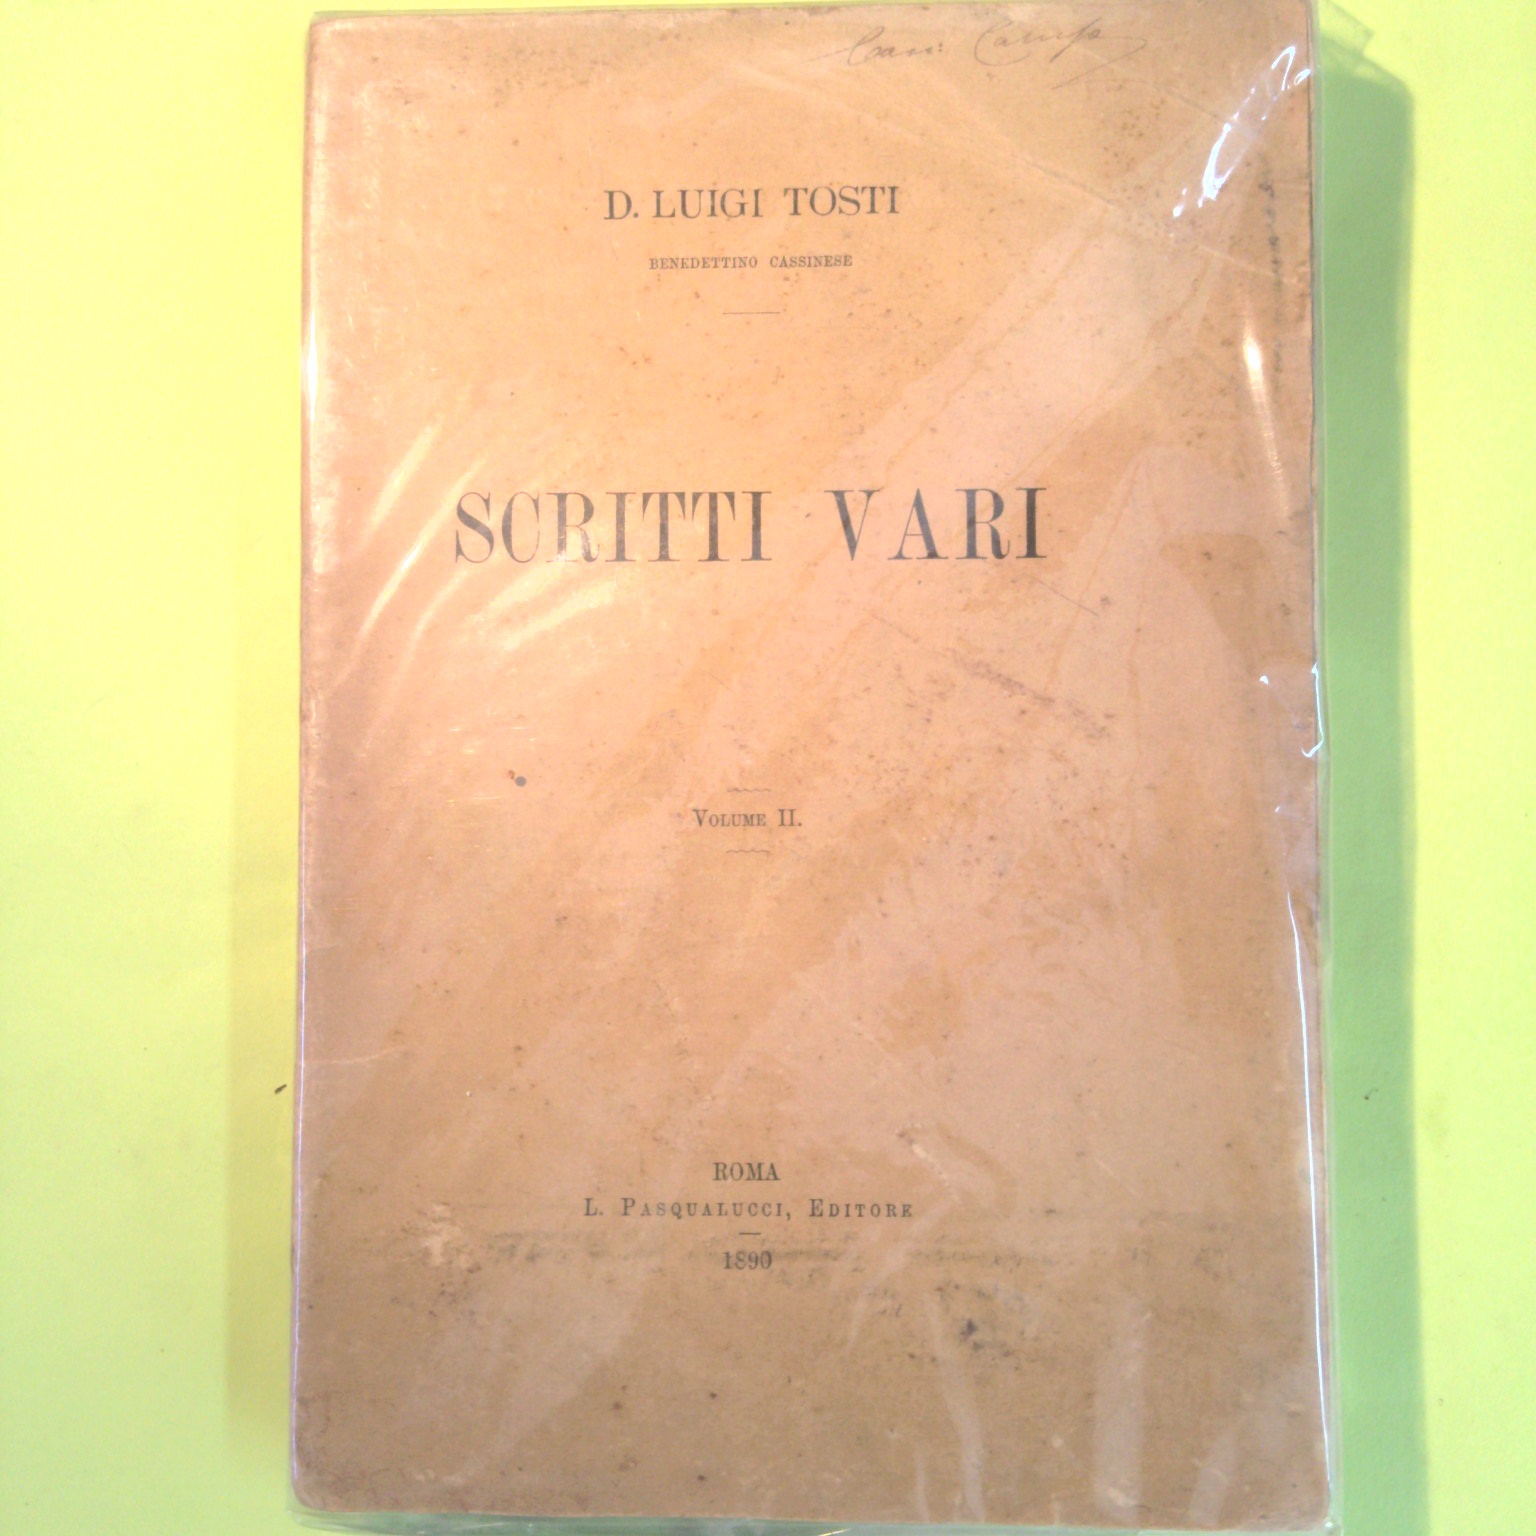 D. LUIGI TOSTI
BENEDETTINO CASSINESE
SCRITTI VARI
VOLUME II.
ROMA
L. PASQUALUCCI, EDITORE
1890